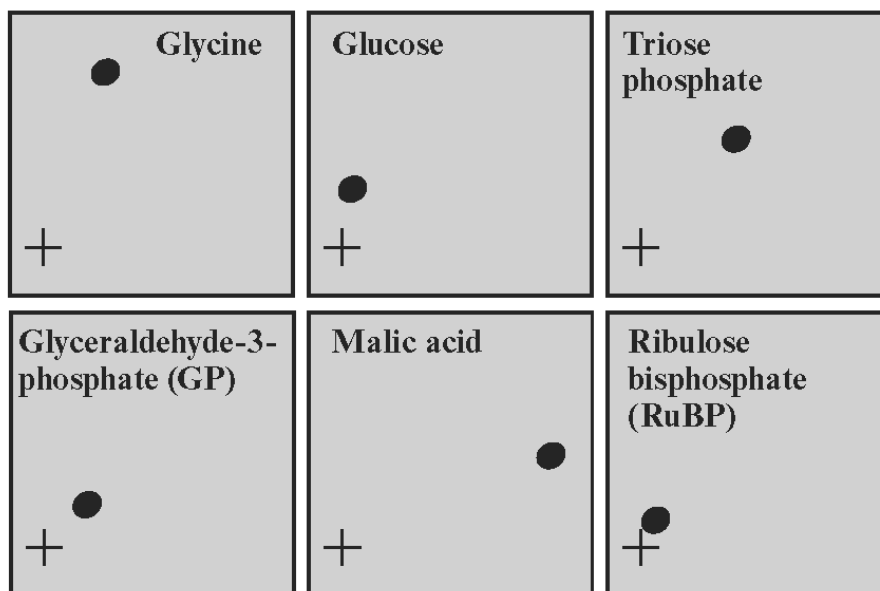 Glycine
Glucose
Triose
phosphate
Glyceraldehyde-3-
phosphate (GP)
Malic acid
Ribulose
bisphosphate
(RuBP)